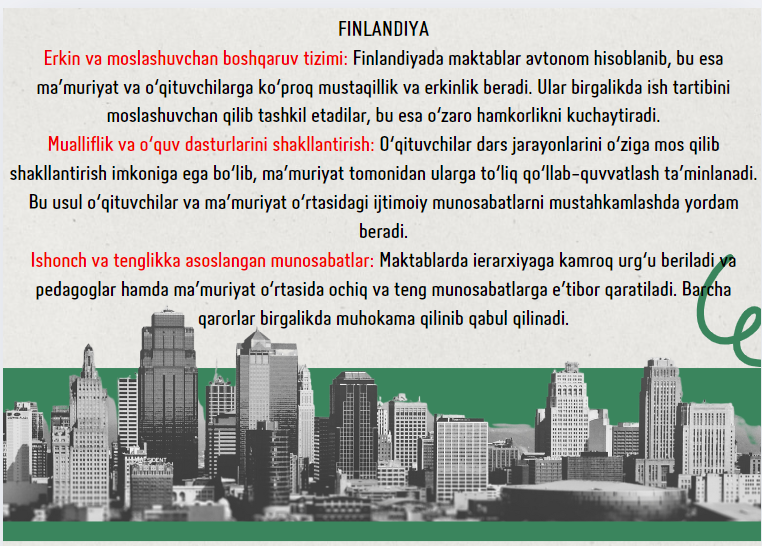 FINLANDIYA
Erkin va moslashuvchan boshqaruv tizimi: Finlandiyada maktablar avtonom hisoblanib, bu esa
ma’muriyat va o‘qituvchilarga ko‘proq mustaqillik va erkinlik beradi. Ular birgalikda ish tartibini
moslashuvchan qilib tashkil etadilar, bu esa o‘zaro hamkorlikni kuchaytiradi.
Mualliflik va o‘quv dasturlarini shakllantirish: O‘qituvchilar dars jarayonlarini o‘ziga mos qilib
shakllantirish imkoniga ega bo‘lib, ma’muriyat tomonidan ularga to‘liq qo‘llab-quvvatlash ta’minlanadi.
Bu usul o‘qituvchilar va ma’muriyat o‘rtasidagi ijtimoiy munosabatlarni mustahkamlashda yordam
beradi.
Ishonch va tenglikka asoslangan munosabatlar: Maktablarda ierarxiyaga kamroq urg‘u beriladi va
pedagoglar hamda ma’muriyat o‘rtasida ochiq va teng munosabatlarga e’tibor qaratiladi. Barcha
qarorlar birgalikda muhokama qilinib qabul qilinadi.